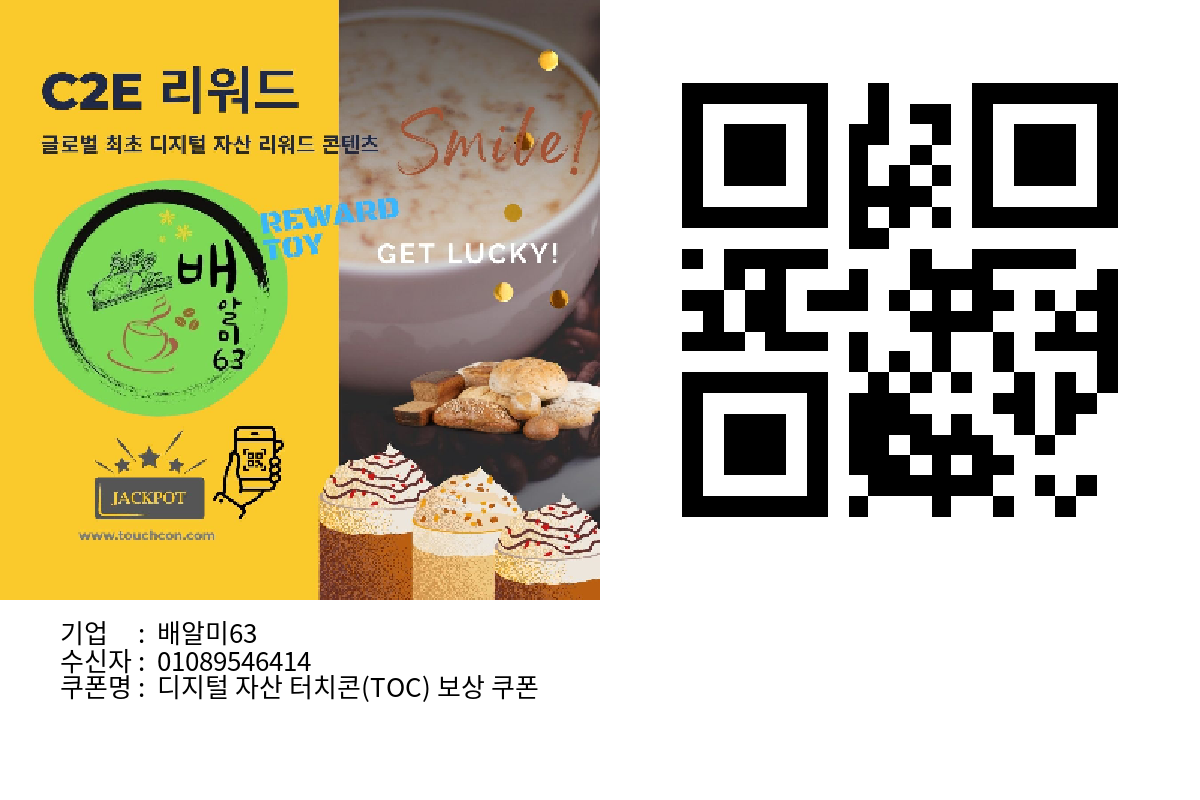 C2E 리워드
글로벌 최초 디지털 자산 리워드 콘텐츠
Smile!
REWARD
TOY
GET LUCKY!
배
알
미
63
JACKPOT
www.touchcon.com
기업 : 배알미63
수신자 : 01089546414
쿠폰명 : 디지털 자산 터치콘(TOC) 보상 쿠폰